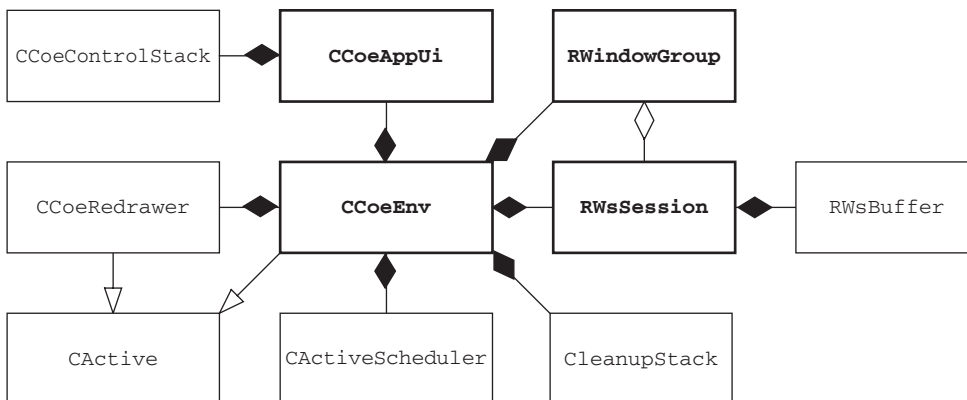 CCoeControlStack
CCoeAppUi
RWindowGroup
CCoeRedrawer
CCoeEnv
RWsSession
RWsBuffer
CActive
CActiveScheduler
CleanupStack